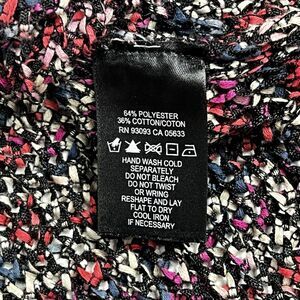 64% POLYESTER
36% COTTON/COTON
RN 93093 CA 05633
HAND WASH COLD
SEPARATELY
DO NOT BLEACH
DO NOT TWIST
OR WRING
RESHAPE AND LAY
FLAT TO DRY
COOL IRON
IF NECESSARY